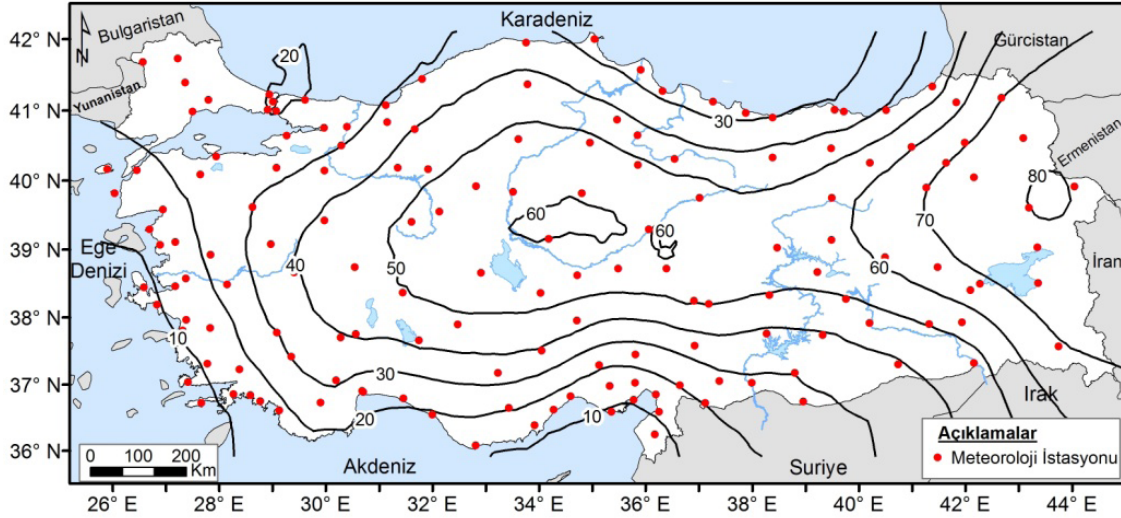 Bulgaristan
Karadeniz
Gürcistan
42° N
N
20
41° N
Yunanistan
30
Ermenistan
40° N
80
60
70
60
39° N
Ege
Denizi
İran
40
50
60
38° N
10
37° N
30
20
10
Irak
36° N
0 100 200
Km
Akdeniz
Suriye
Açıklamalar
Meteoroloji İstasyonu
26° E 28° E 30° E 32° E 34° E 36° E 38° E 40° E 42° E 44° E